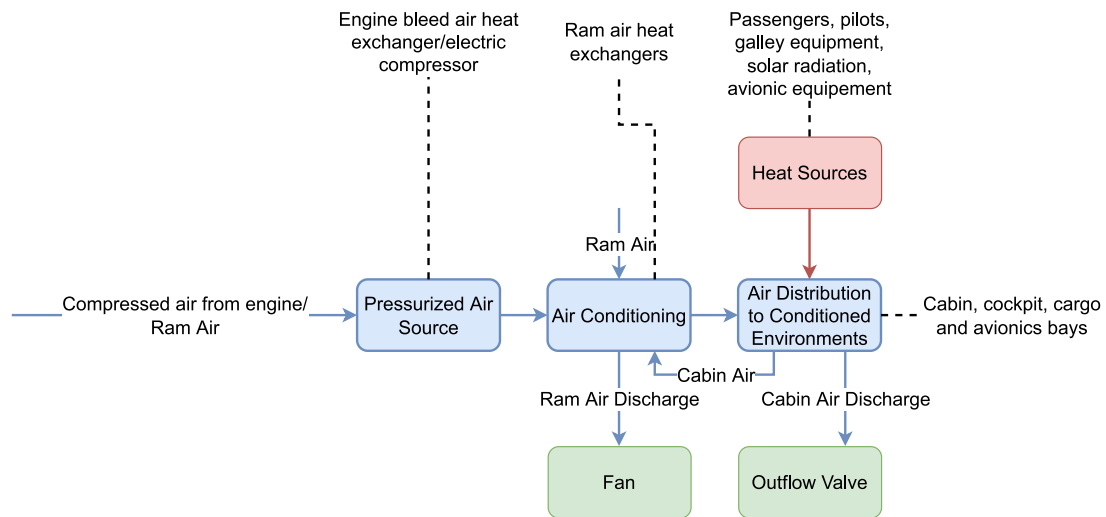 Engine bleed air heat
exchanger/electric
compressor
Ram air heat
exchangers
Passengers, pilots,
galley equipment,
solar radiation,
avionic equipement
Heat Sources
Ram Air
Compressed air from engine/
Ram Air
Pressurized Air
Source
Air Conditioning
Air Distribution
to Conditioned
Environments
Cabin, cockpit, cargo
and avionics bays
Cabin Air
Ram Air Discharge
Cabin Air Discharge
Fan
Outflow Valve